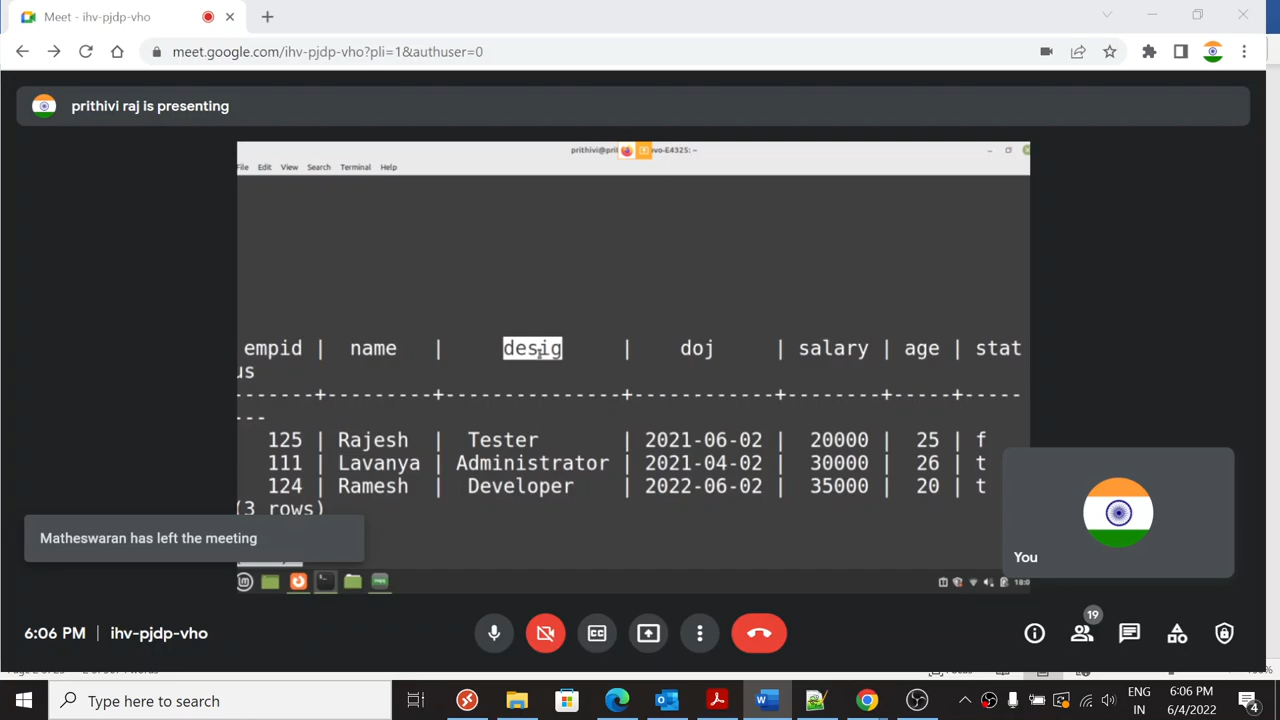 Meet - ihv-pjdp-vho
meet.google.com/ihv-pjdp-vho?pli=1&authuser=0
prithivi raj is presenting
File Edit View Search Terminal Help
empid | name | desig | doj | salary | age | stat
us
-------+---------+---------------+------------+--------+-----+-----
---
125 | Rajesh | Tester | 2021-06-02 | 20000 | 25 | f
111 | Lavanya | Administrator | 2021-04-02 | 30000 | 26 | t
124 | Ramesh | Developer | 2022-06-02 | 35000 | 20 | t
(3 rows)
Matheswaran has left the meeting
You
6:06 PM | ihv-pjdp-vho
19
Type here to search
ENG
IN
6:06 PM
6/4/2022
4